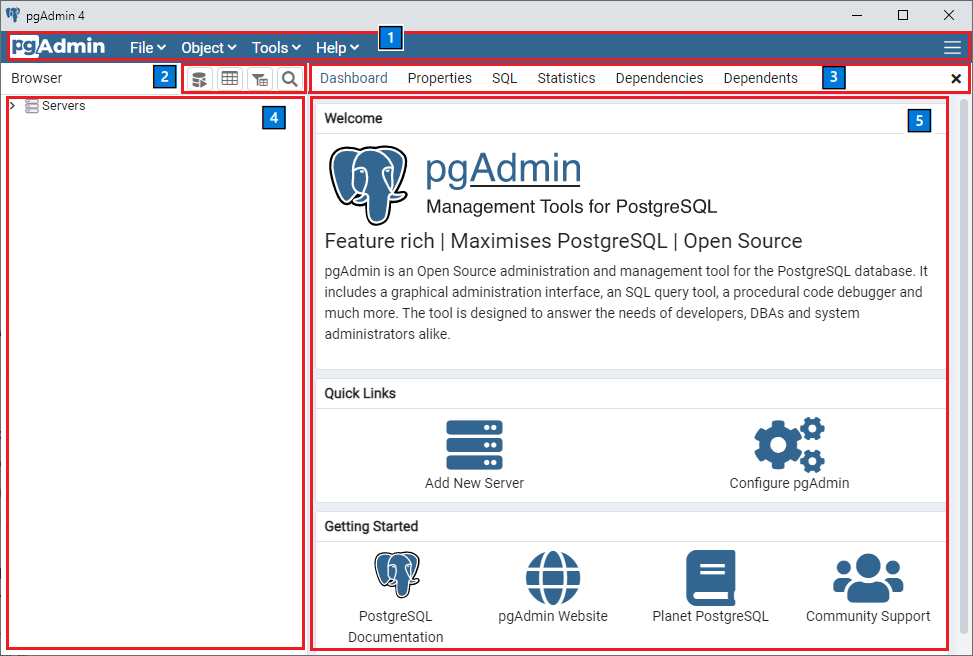 pgAdmin 4
pgAdmin File Object Tools Help 1
Browser 2 Dashboard Properties SQL Statistics Dependencies Dependents 3
Servers 4
Welcome 5
pgAdmin
Management Tools for PostgreSQL
Feature rich | Maximises PostgreSQL | Open Source
pgAdmin is an Open Source administration and management tool for the PostgreSQL database. It
includes a graphical administration interface, an SQL query tool, a procedural code debugger and
much more. The tool is designed to answer the needs of developers, DBAs and system
administrators alike.
Quick Links
Add New Server Configure pgAdmin
Getting Started
PostgreSQL pgAdmin Website Planet PostgreSQL Community Support
Documentation